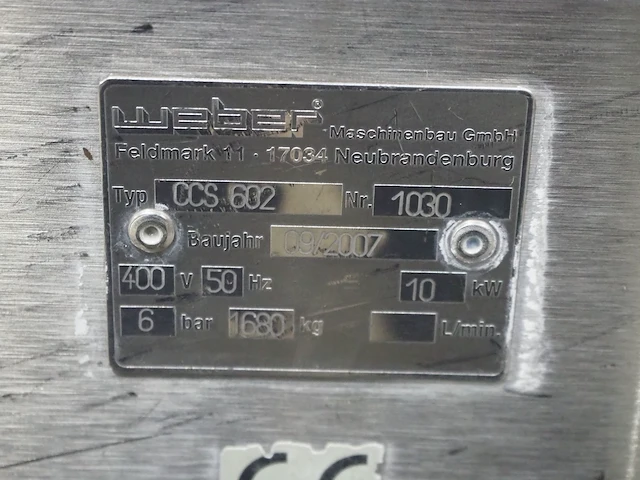 weber®
Maschinenbau GmbH
Feldmark 11 · 17034 Neubrandenburg
Typ CCS 602 Nr. 1030
Baujahr 09/2007
400 V 50 Hz 10 kW
6 bar 1680 kg L/min.
CE